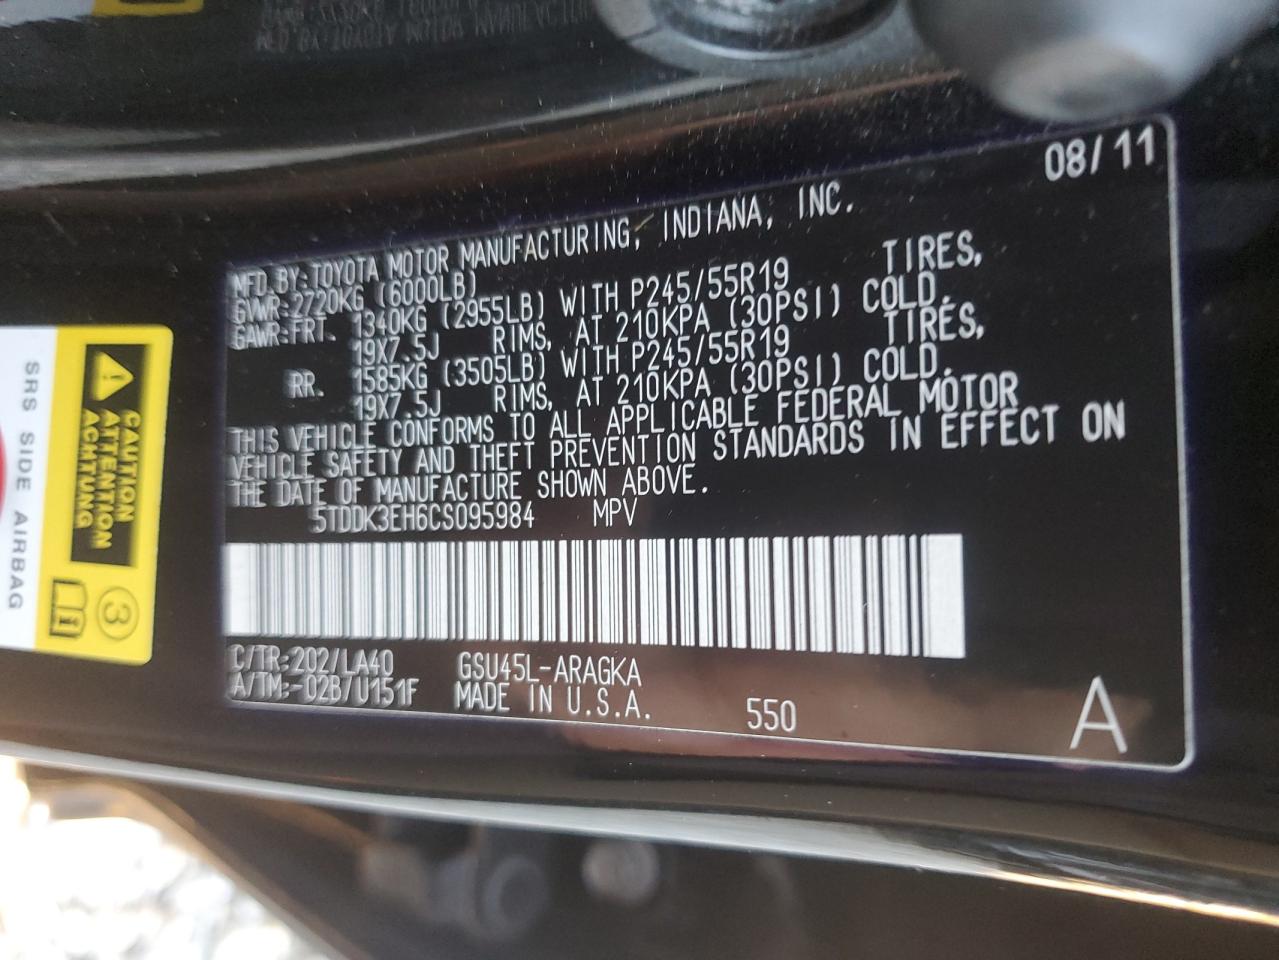 08/11
MFD.BY:TOYOTA MOTOR MANUFACTURING, INDIANA, INC.
GVWR:2720KG (6000LB)
GAWR:FRT. 1340KG (2955LB) WITH P245/55R19 TIRES,
19X7.5J RIMS, AT 210KPA (30PSI) COLD.
RR. 1585KG (3505LB) WITH P245/55R19 TIRES,
19X7.5J RIMS, AT 210KPA (30PSI) COLD.
THIS VEHICLE CONFORMS TO ALL APPLICABLE FEDERAL MOTOR
VEHICLE SAFETY AND THEFT PREVENTION STANDARDS IN EFFECT ON
THE DATE OF MANUFACTURE SHOWN ABOVE.
5TDDK3EH6CS095984 MPV
C/TR:202/LA40 GSU45L-ARAGKA
A/TM:-02B/U151F MADE IN U.S.A. 550 A
CAUTION
ATTENTION
ACHTUNG
3
SRS SIDE AIRBAG